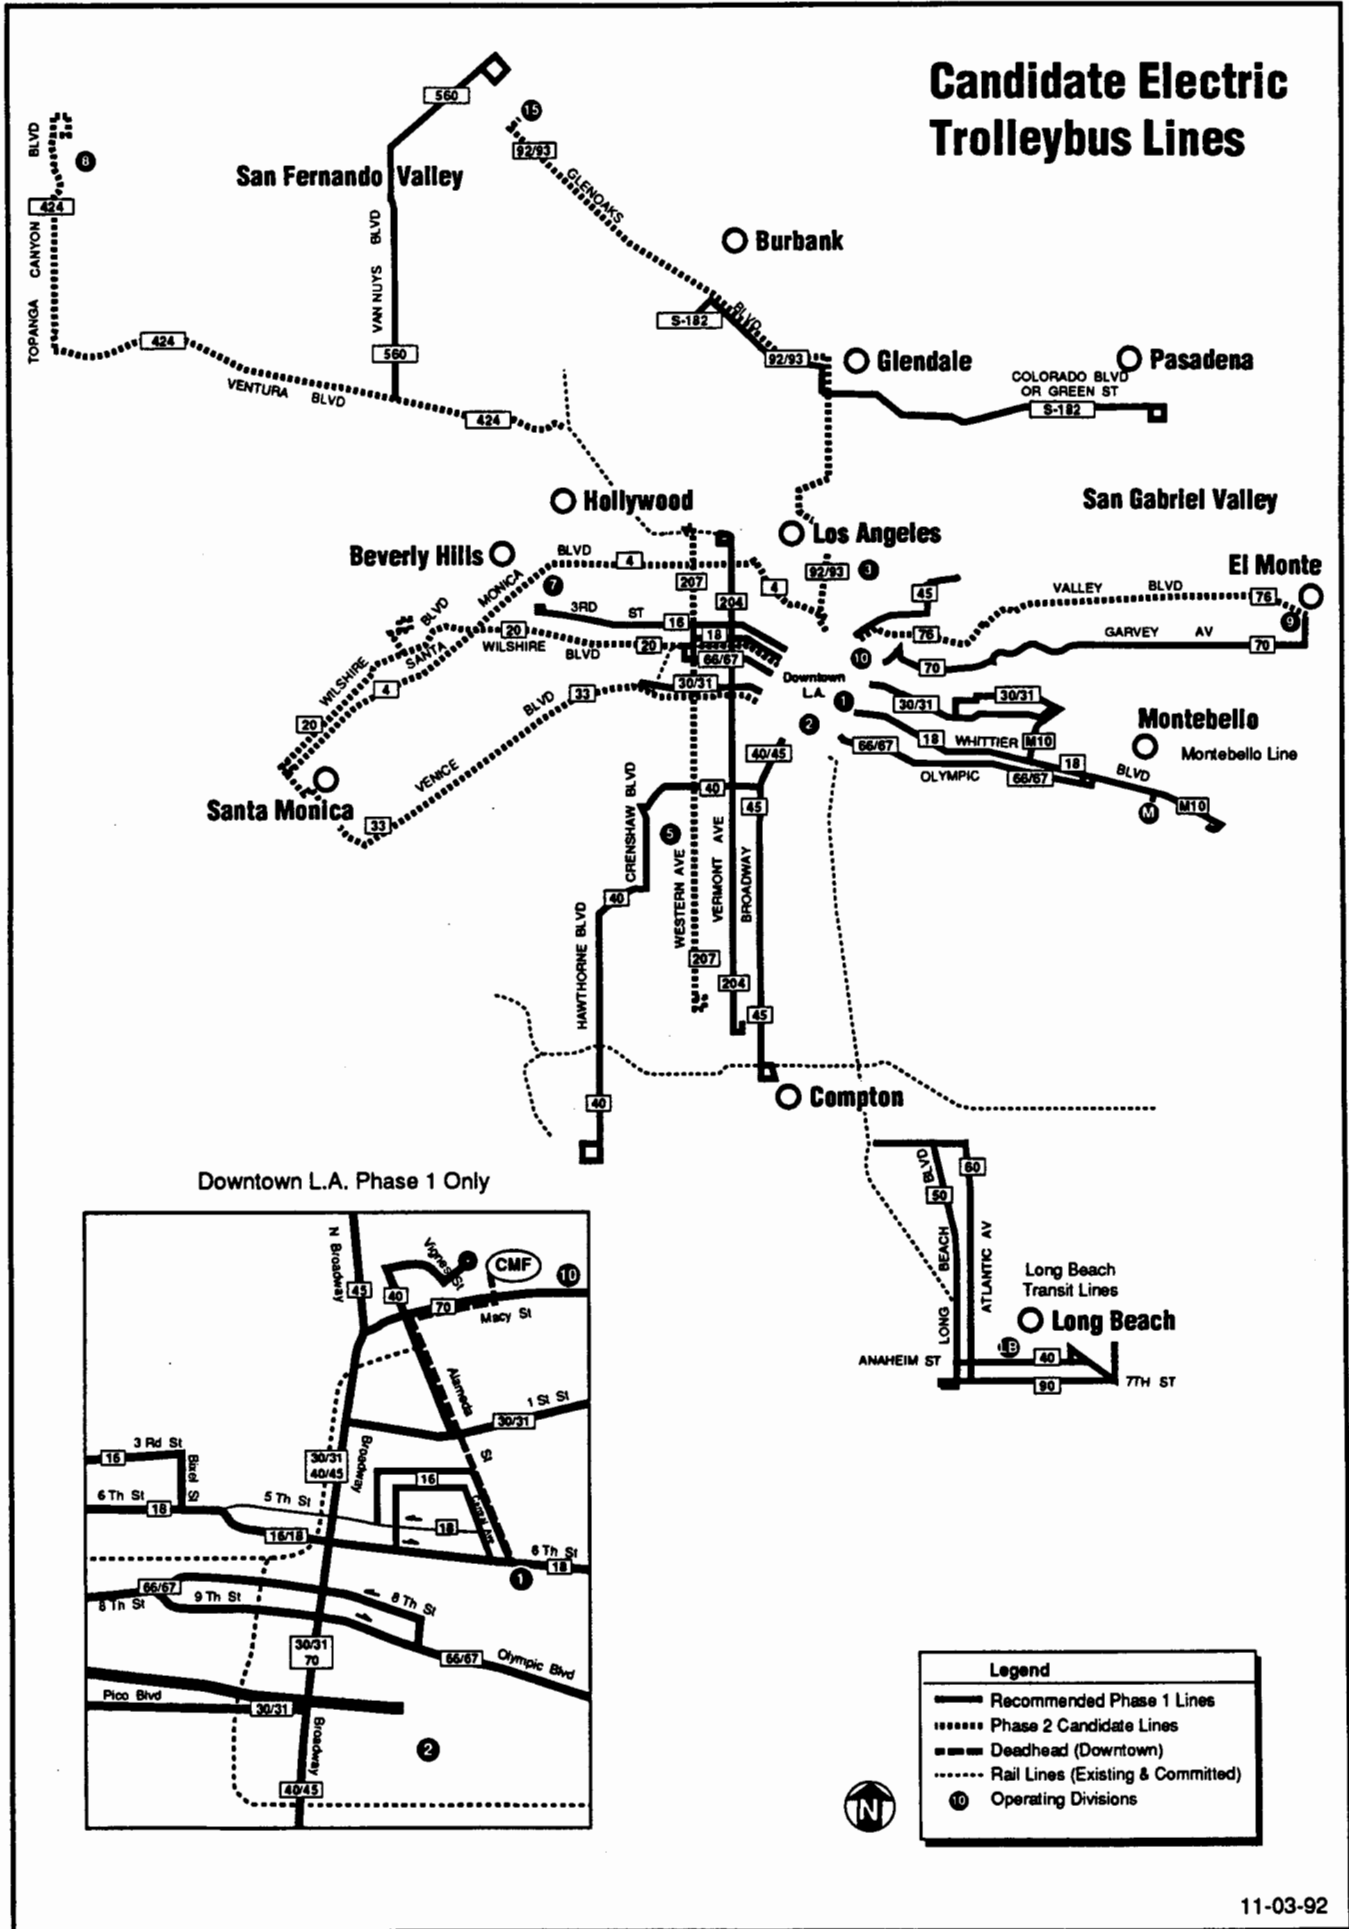 Candidate Electric
Trolleybus Lines
560
15
92/93
BLVD
8
San Fernando Valley
GLENOAKS
424
TOPANGA CANYON
VAN NUYS BLVD
Burbank
S-182
BLVD
424
560
92/93
Glendale
Pasadena
COLORADO BLVD
OR GREEN ST
S-182
VENTURA BLVD
424
Hollywood
San Gabriel Valley
Los Angeles
Beverly Hills
BLVD
4
7
207
4
92/93
3
45
El Monte
VALLEY BLVD
76
9
SANTA MONICA
204
3RD ST
16
18
76
GARVEY AV
70
WILSHIRE BLVD
20
WILSHIRE BLVD
20
66/67
10
70
Downtown
L.A.
4
33
BLVD
30/31
1
30/31
30/31
20
2
18
WHITTIER
M10
Montebello
Montebello Line
40/45
66/67
18
BLVD
OLYMPIC
66/67
M
M10
VENICE
Santa Monica
33
CRENSHAW BLVD
40
45
5
WESTERN AVE
VERMONT AVE
BROADWAY
40
HAWTHORNE BLVD
207
204
45
40
Compton
BLVD
60
50
LONG BEACH
ATLANTIC AV
Long Beach
Transit Lines
Long Beach
LB
ANAHEIM ST
40
90
7TH ST
Downtown L.A. Phase 1 Only
N Broadway
Vignes St
CMF
45
40
70
10
Macy St
Alameda St
1 St St
30/31
3 Rd St
16
Bixel St
30/31
40/45
Broadway
16
6 Th St
18
5 Th St
18
Central Ave
16/18
6 Th St
18
1
66/67
8 Th St
9 Th St
8 Th St
30/31
70
66/67
Olympic Blvd
Pico Blvd
30/31
Broadway
2
40/45
Legend
Recommended Phase 1 Lines
Phase 2 Candidate Lines
Deadhead (Downtown)
Rail Lines (Existing & Committed)
10
Operating Divisions
N
11-03-92